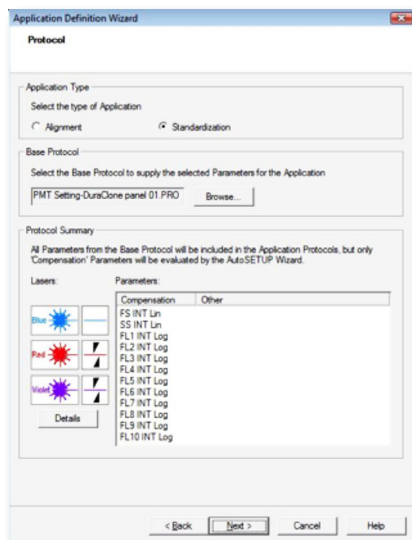 Application Definition Wizard
Protocol
Application Type
Select the type of Application
Alignment Standardization
Base Protocol
Select the Base Protocol to supply the selected Parameters for the Application
PMT Setting-DuraClone panel 01.PRO Browse...
Protocol Summary
All Parameters from the Base Protocol will be included in the Application Protocols, but only
'Compensation' Parameters will be evaluated by the AutoSETUP Wizard.
Lasers: Parameters:
Compensation Other
FS INT Lin
SS INT Lin
Blue FL1 INT Log
FL2 INT Log
FL3 INT Log
Red FL4 INT Log
FL5 INT Log
FL6 INT Log
Violet FL7 INT Log
FL8 INT Log
Details FL9 INT Log
FL10 INT Log
< Back Next > Cancel Help